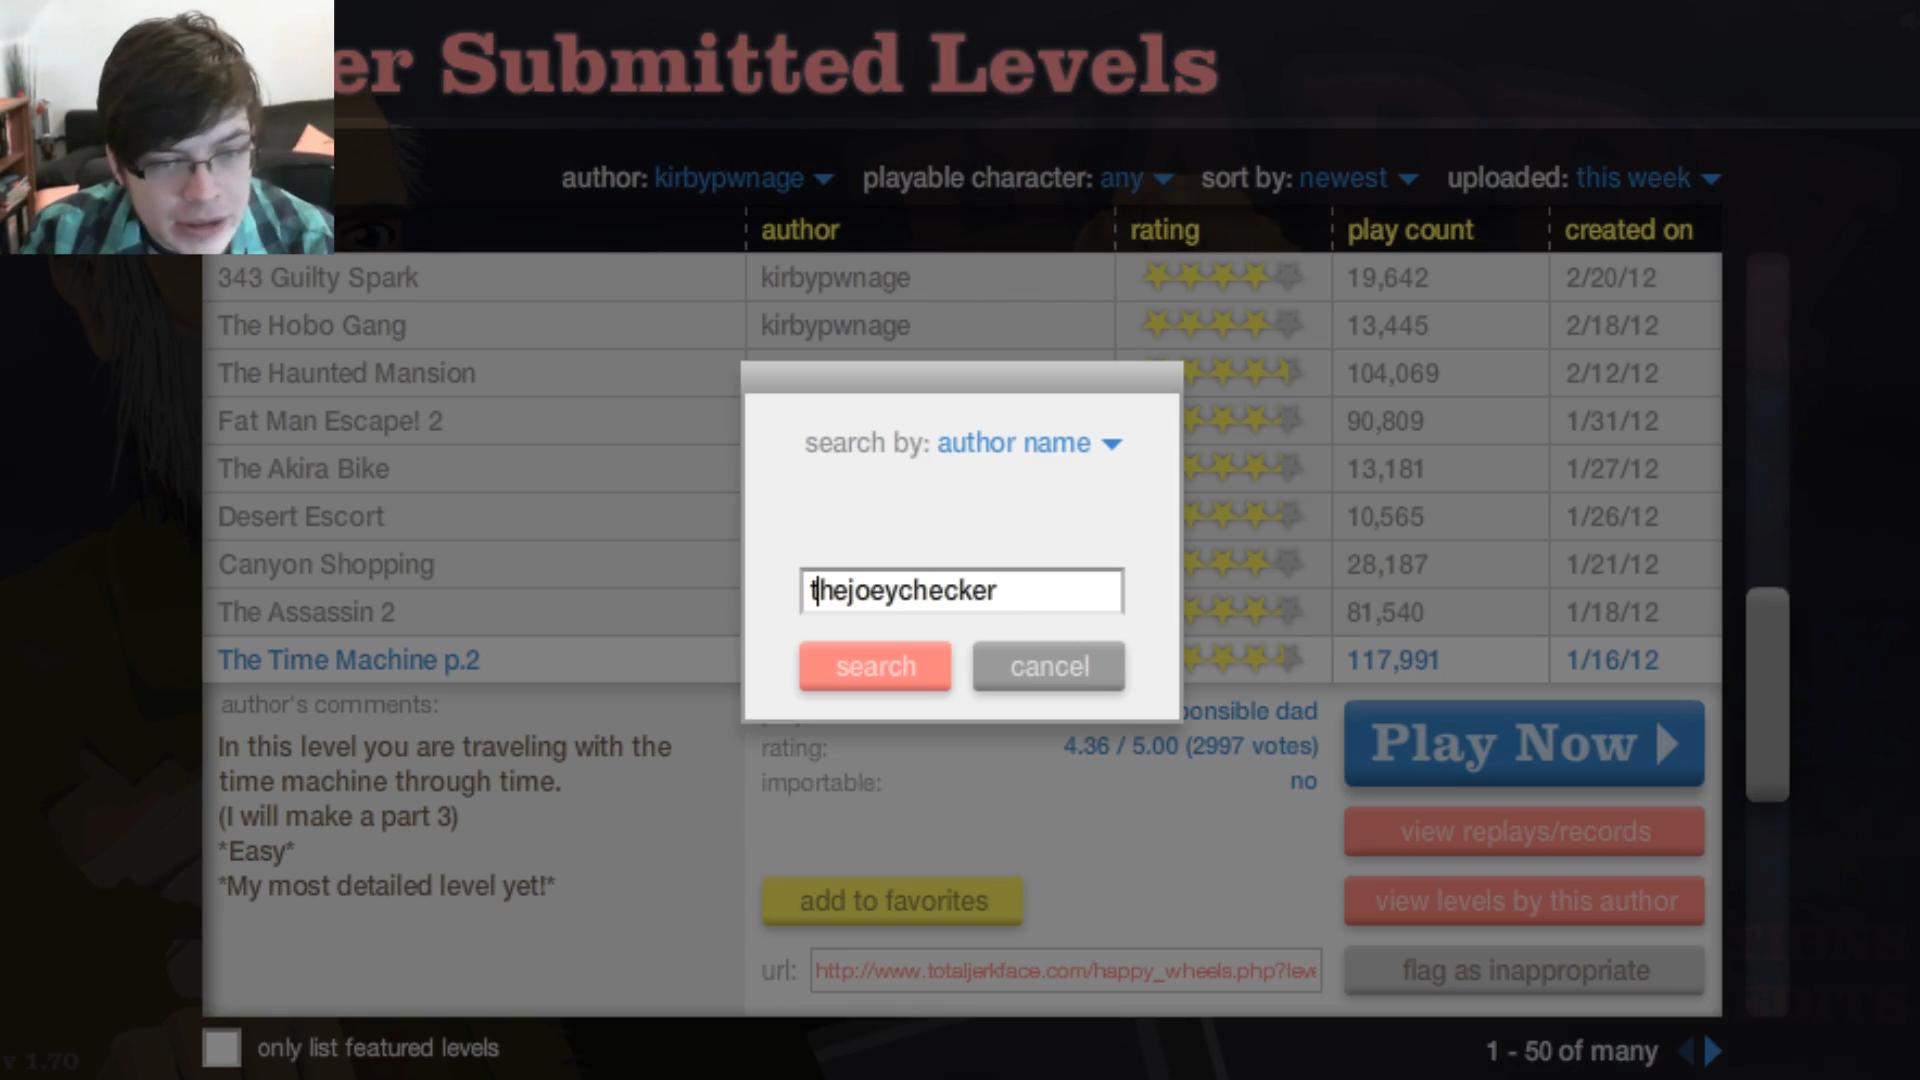 er Submitted Levels
author: kirbypwnage playable character: any sort by: newest uploaded: this week
author rating play count created on
343 Guilty Spark kirbypwnage 19,642 2/20/12
The Hobo Gang kirbypwnage 13,445 2/18/12
The Haunted Mansion 104,069 2/12/12
Fat Man Escape! 2 90,809 1/31/12
The Akira Bike 13,181 1/27/12
Desert Escort 10,565 1/26/12
Canyon Shopping 28,187 1/21/12
The Assassin 2 81,540 1/18/12
The Time Machine p.2 117,991 1/16/12
search by: author name
thejoeychecker
search cancel
author's comments:
In this level you are traveling with the
time machine through time.
(I will make a part 3)
*Easy*
*My most detailed level yet!*
ponsible dad
rating: 4.36 / 5.00 (2997 votes)
importable: no
add to favorites
url: http://www.totaljerkface.com/happy_wheels.php?leve
Play Now
view replays/records
view levels by this author
flag as inappropriate
only list featured levels
1 - 50 of many
v 1.70